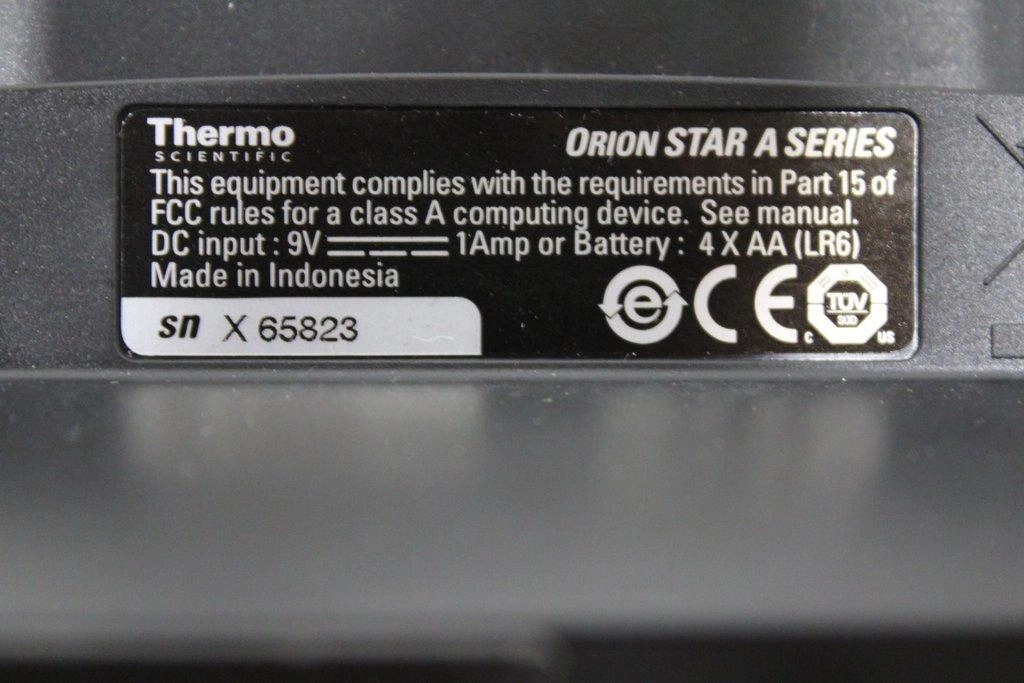 Thermo
SCIENTIFIC
ORION STAR A SERIES
This equipment complies with the requirements in Part 15 of
FCC rules for a class A computing device. See manual.
DC input : 9V 1Amp or Battery : 4 X AA (LR6)
Made in Indonesia
sn X 65823
e CE
TÜV
SÜD
C US